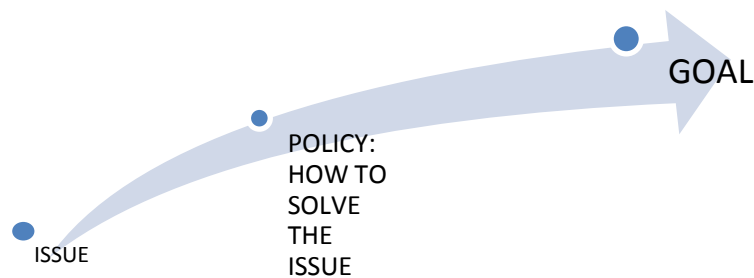 GOAL
POLICY:
HOW TO
SOLVE
THE
ISSUE
ISSUE